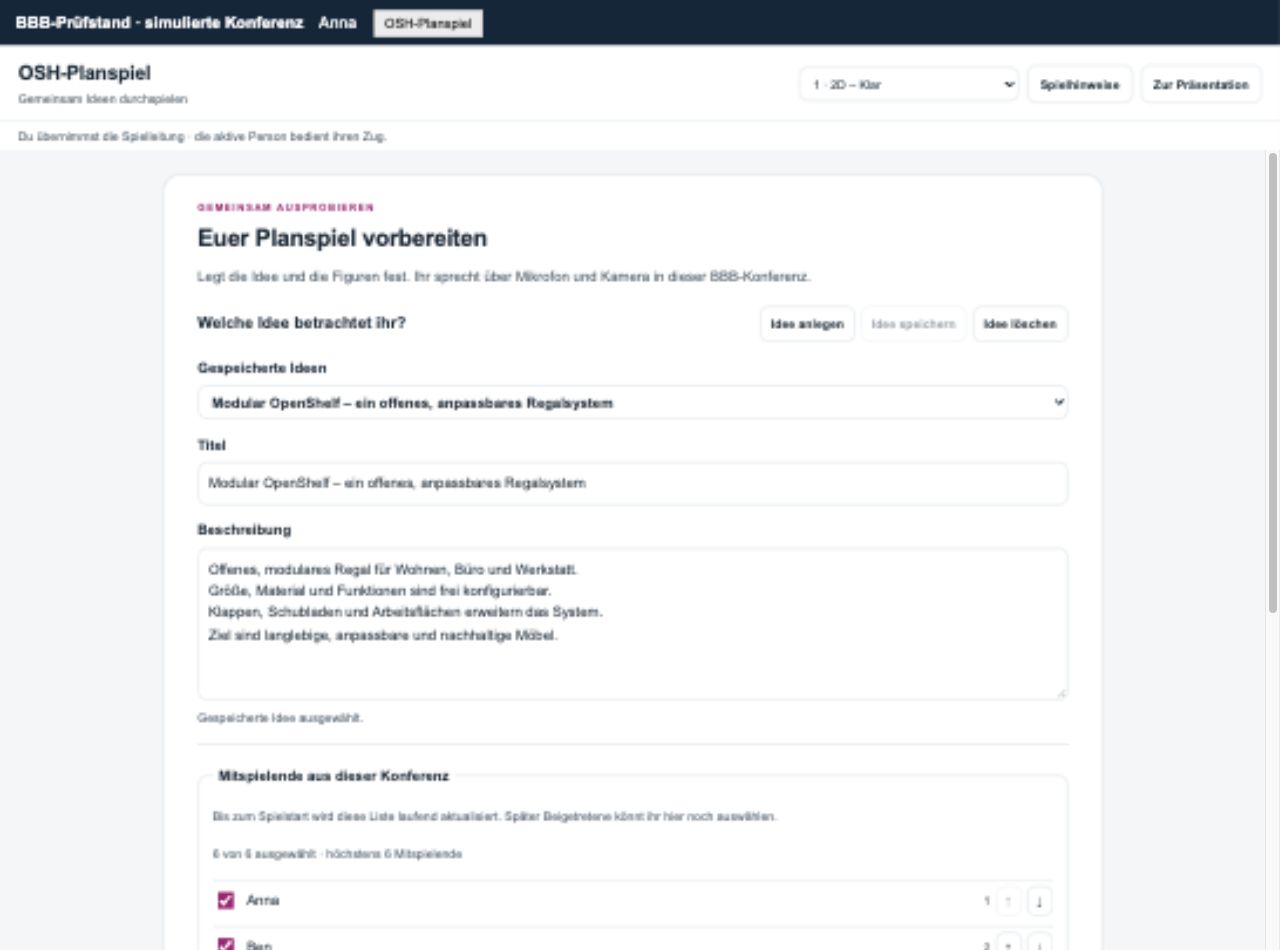 BBB-Prüfstand - simulierte Konferenz Anna OSH-Planspiel
OSH-Planspiel
Gemeinsam Ideen durchspielen
1 · 2D – Klar
Spielhinweise
Zur Präsentation
Du übernimmst die Spielleitung · die aktive Person bedient ihren Zug.
GEMEINSAM AUSPROBIEREN
Euer Planspiel vorbereiten
Legt die Idee und die Figuren fest. Ihr sprecht über Mikrofon und Kamera in dieser BBB-Konferenz.
Welche Idee betrachtet ihr?
Idee anlegen
Idee speichern
Idee löschen
Gespeicherte Ideen
Modular OpenShelf – ein offenes, anpassbares Regalsystem
Titel
Modular OpenShelf – ein offenes, anpassbares Regalsystem
Beschreibung
Offenes, modulares Regal für Wohnen, Büro und Werkstatt.
Größe, Material und Funktionen sind frei konfigurierbar.
Klappen, Schubladen und Arbeitsflächen erweitern das System.
Ziel sind langlebige, anpassbare und nachhaltige Möbel.
Gespeicherte Idee ausgewählt.
Mitspielende aus dieser Konferenz
Bis zum Spielstart wird diese Liste laufend aktualisiert. Später Beigetretene könnt ihr hier noch auswählen.
6 von 6 ausgewählt · höchstens 6 Mitspielende
Anna 1 ↑ ↓
Ben 2 ↑ ↓